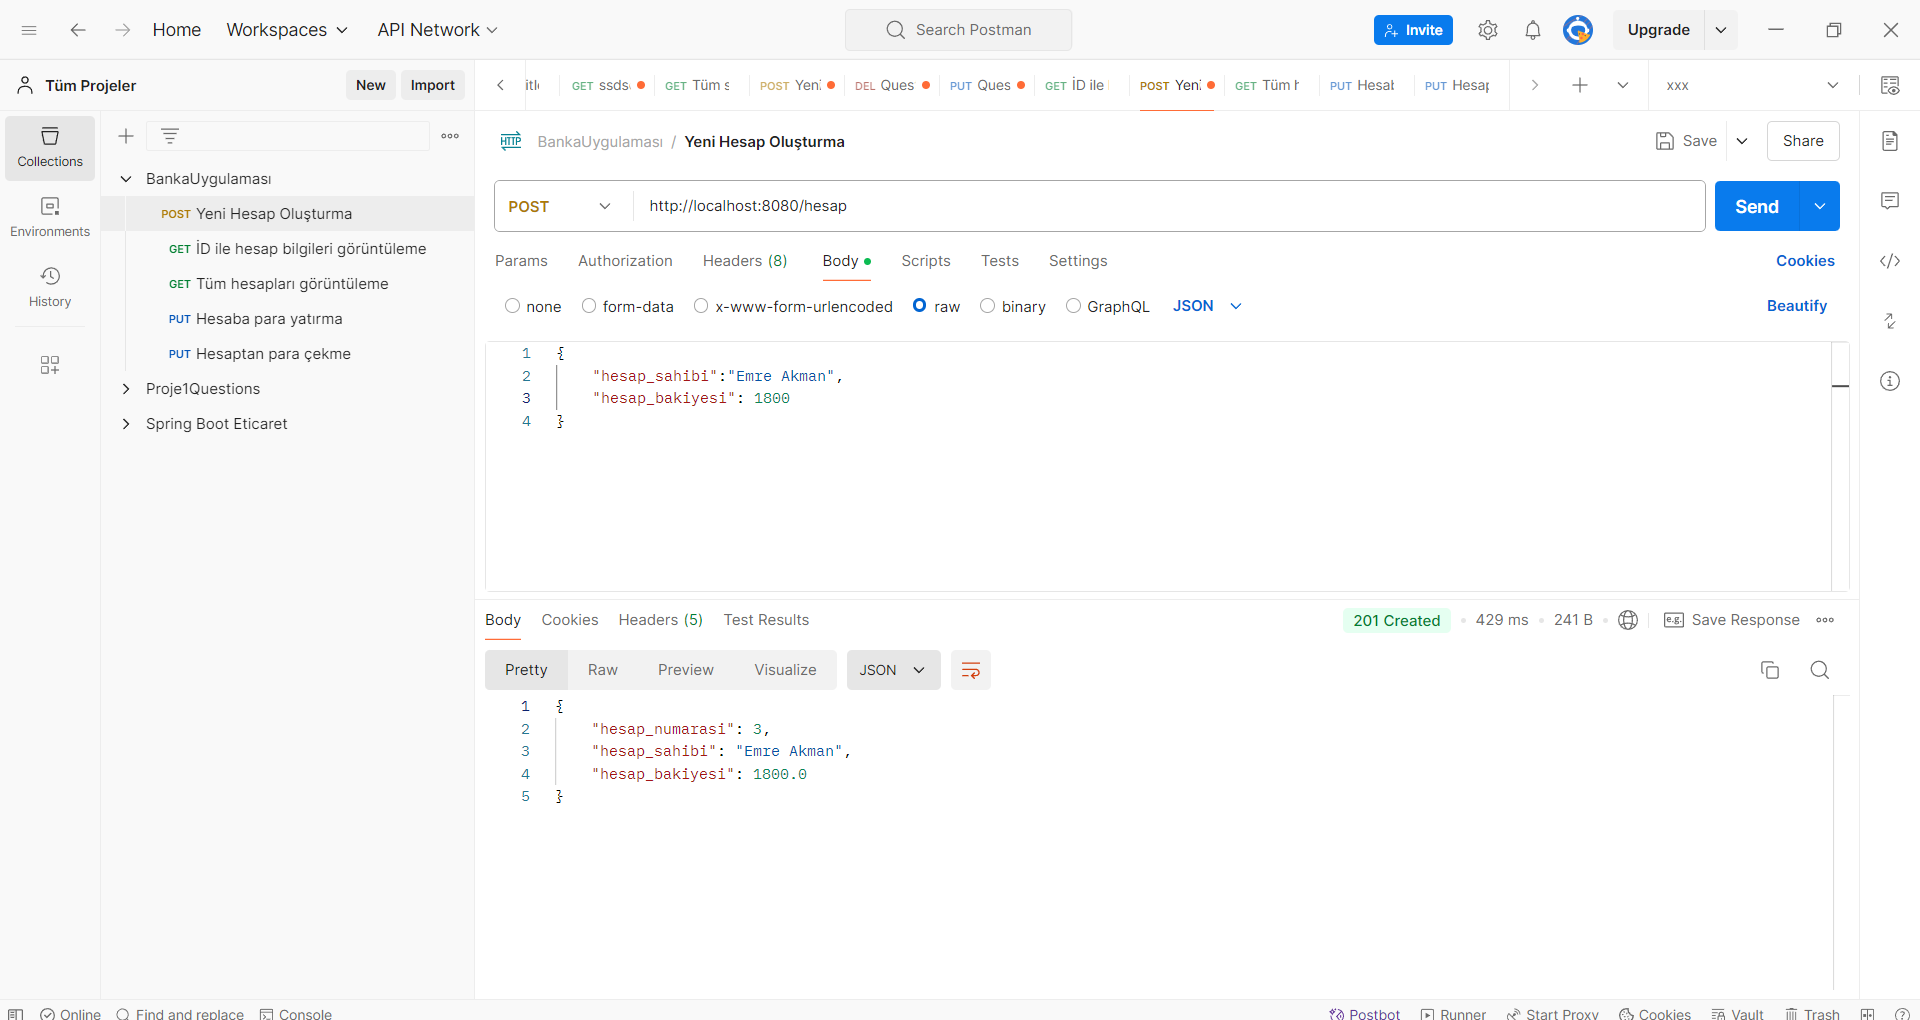 Home Workspaces API Network Search Postman Invite Upgrade
Tüm Projeler New Import
GET ssds GET Tüm s POST Yeni DEL Ques PUT Ques GET İD ile POST Yeni GET Tüm h PUT Hesab PUT Hesap xxx
Collections
Environments
History
BankaUygulaması
POST Yeni Hesap Oluşturma
GET İD ile hesap bilgileri görüntüleme
GET Tüm hesapları görüntüleme
PUT Hesaba para yatırma
PUT Hesaptan para çekme
Proje1Questions
Spring Boot Eticaret
HTTP BankaUygulaması / Yeni Hesap Oluşturma Save Share
POST http://localhost:8080/hesap Send
Params Authorization Headers (8) Body Scripts Tests Settings Cookies
none form-data x-www-form-urlencoded raw binary GraphQL JSON Beautify
1 {
2 "hesap_sahibi":"Emre Akman",
3 "hesap_bakiyesi": 1800
4 }
Body Cookies Headers (5) Test Results 201 Created 429 ms 241 B e.g. Save Response
Pretty Raw Preview Visualize JSON
1 {
2 "hesap_numarasi": 3,
3 "hesap_sahibi": "Emre Akman",
4 "hesap_bakiyesi": 1800.0
5 }
Online Find and replace Console Postbot Runner Start Proxy Cookies Vault Trash